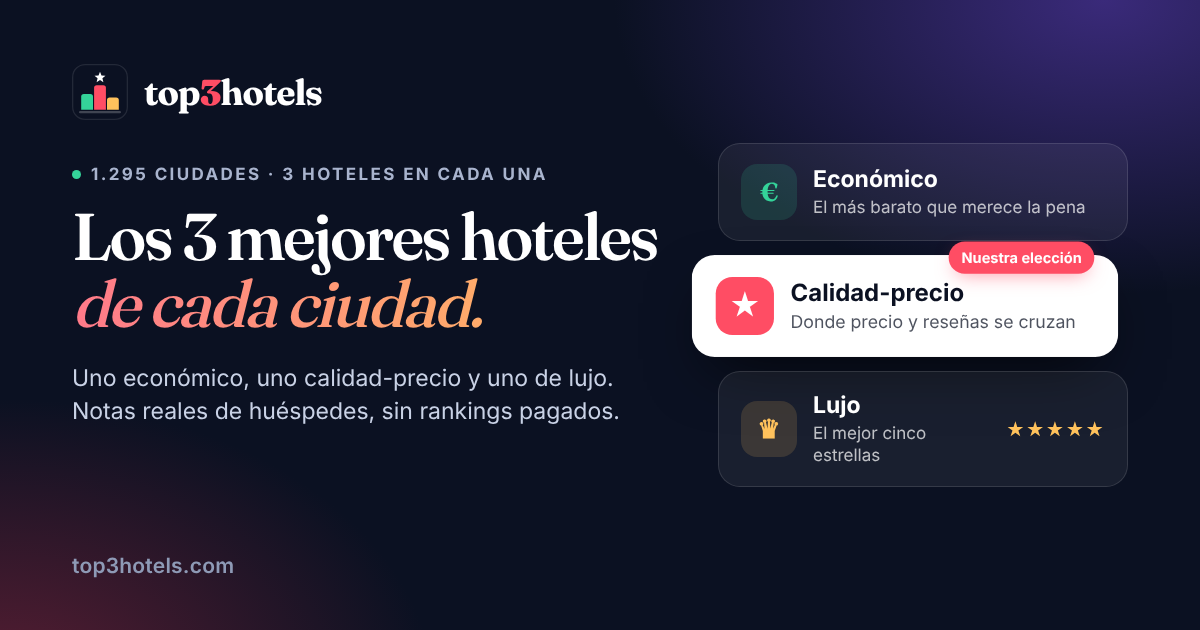 top3hotels
1.295 CIUDADES · 3 HOTELES EN CADA UNA
Los 3 mejores hoteles
de cada ciudad.
Uno económico, uno calidad-precio y uno de lujo.
Notas reales de huéspedes, sin rankings pagados.
top3hotels.com
€
Económico
El más barato que merece la pena
Nuestra elección
Calidad-precio
Donde precio y reseñas se cruzan
Lujo
El mejor cinco
estrellas
★★★★★